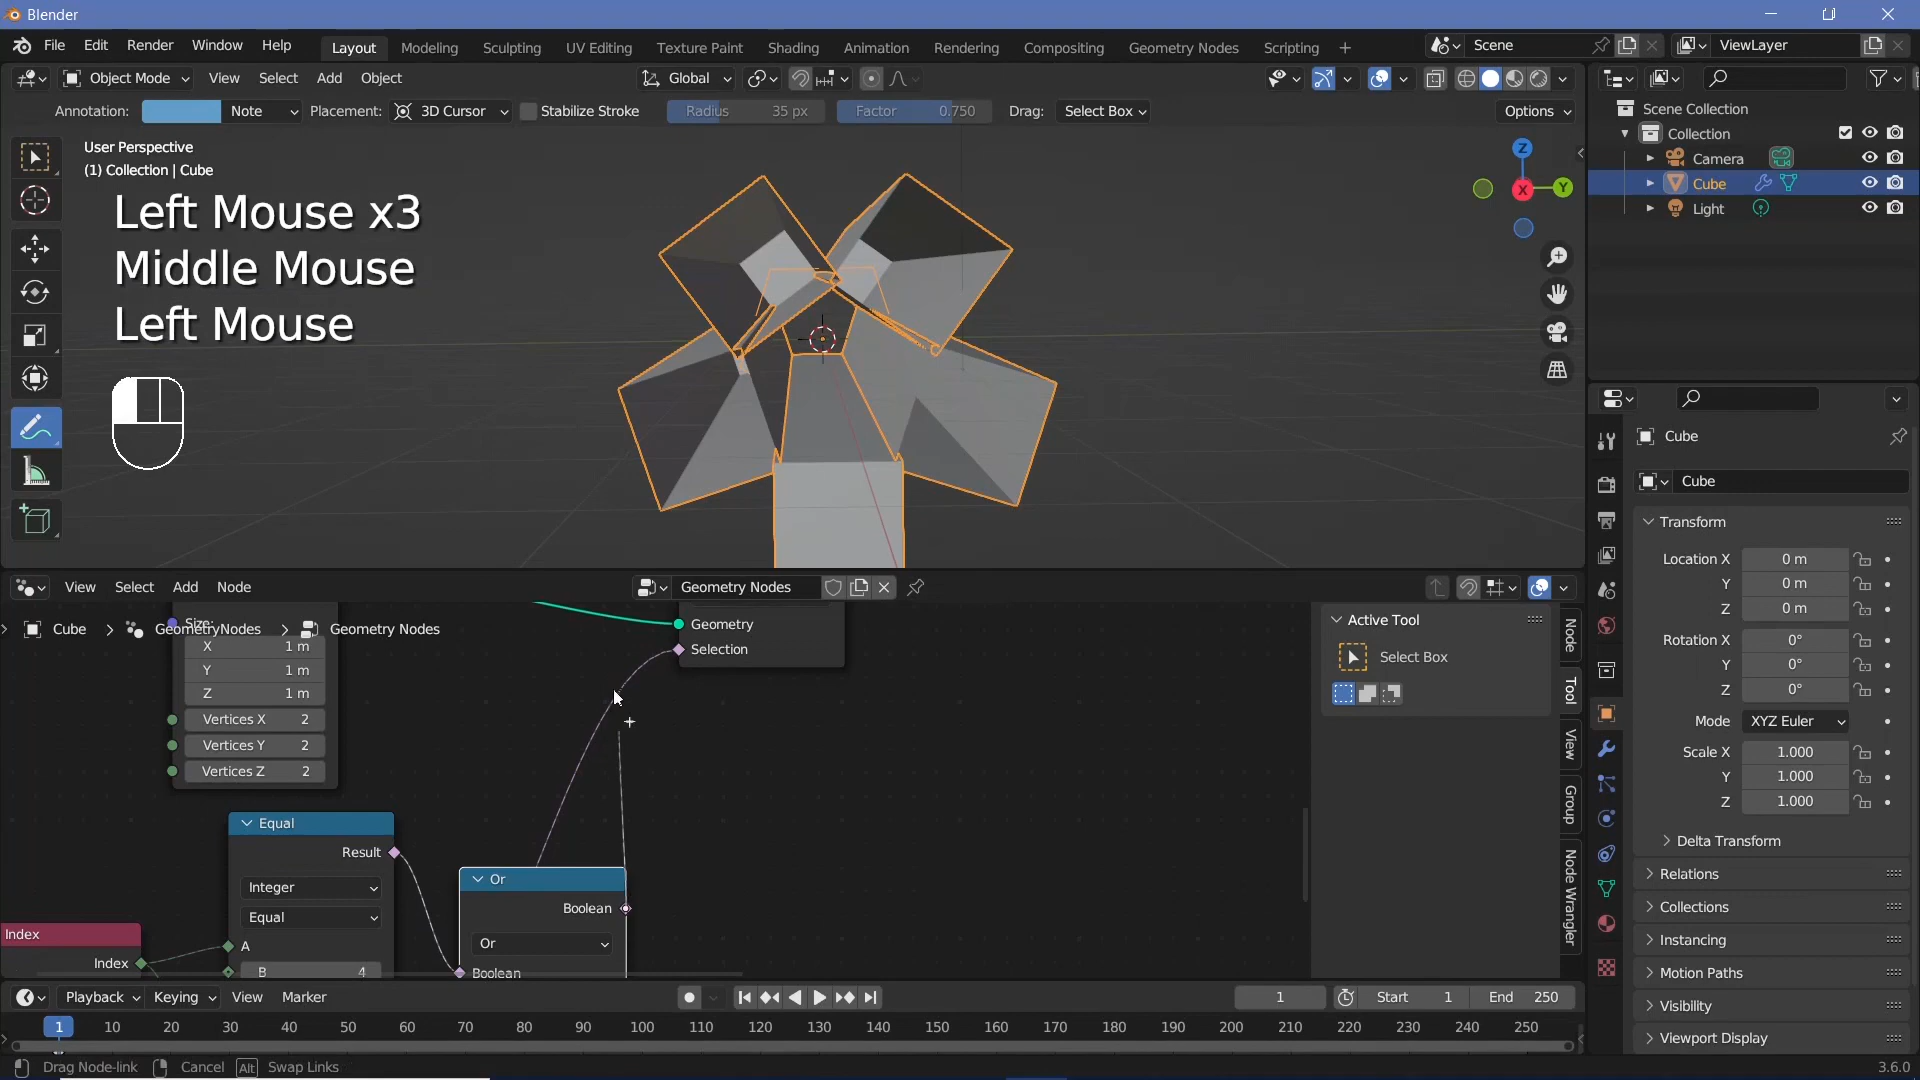 Blender
File Edit Render Window Help
Layout Modeling Sculpting UV Editing Texture Paint Shading Animation Rendering Compositing Geometry Nodes Scripting +
Scene
ViewLayer
Object Mode View Select Add Object
Global
Annotation: Note Placement: 3D Cursor Stabilize Stroke Radius 35 px Factor 0.750 Drag: Select Box
Options
User Perspective
(1) Collection | Cube
Left Mouse x3
Middle Mouse
Left Mouse
Z
Y
X
Scene Collection
Collection
Camera
Cube
Light
Cube
Cube
Transform
Location X 0 m
Y 0 m
Z 0 m
Rotation X 0°
Y 0°
Z 0°
Mode XYZ Euler
Scale X 1.000
Y 1.000
Z 1.000
Delta Transform
Relations
Collections
Instancing
Motion Paths
Visibility
Viewport Display
View Select Add Node
Geometry Nodes
Cube > GeometryNodes > Geometry Nodes
Size:
X 1 m
Y 1 m
Z 1 m
Vertices X 2
Vertices Y 2
Vertices Z 2
Geometry
Selection
Equal
Result
Integer
Equal
A
B 4
Index
Index
Or
Boolean
Or
Boolean
Active Tool
Select Box
Node
Tool
View
Group
Node Wrangler
Playback Keying View Marker
1
Start 1
End 250
1 10 20 30 40 50 60 70 80 90 100 110 120 130 140 150 160 170 180 190 200 210 220 230 240 250
Drag Node-link Cancel Alt Swap Links
3.6.0